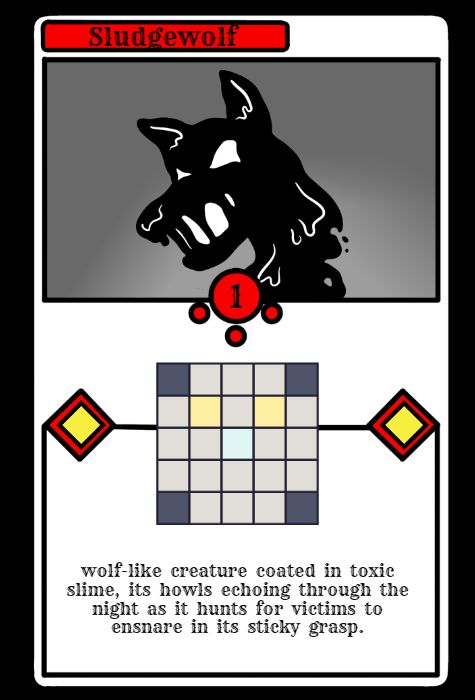 Sludgewolf
1
wolf-like creature coated in toxic
slime, its howls echoing through the
night as it hunts for victims to
ensnare in its sticky grasp.